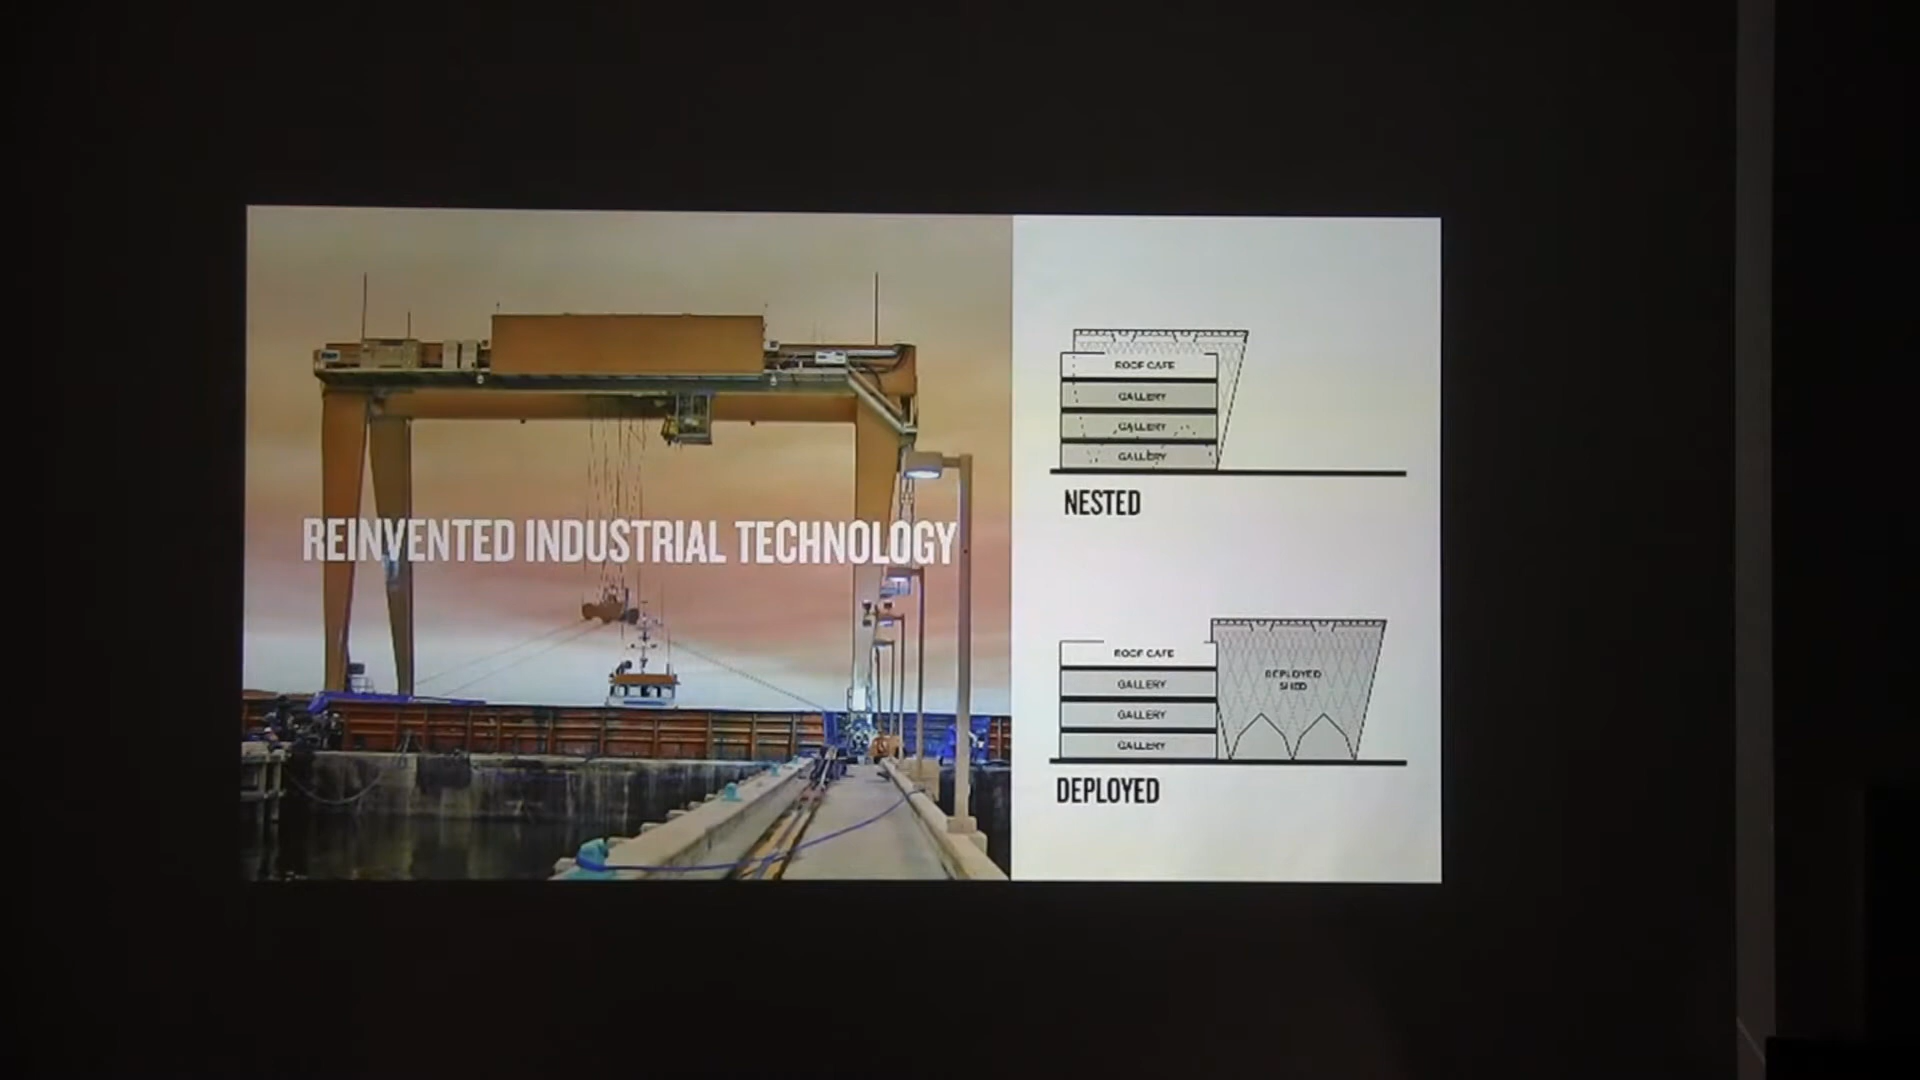 REINVENTED INDUSTRIAL TECHNOLOGY
ROOF CAFE
GALLERY
GALLERY
GALLERY
NESTED
ROOF CAFE
GALLERY
GALLERY
GALLERY
DEPLOYED
SHED
DEPLOYED